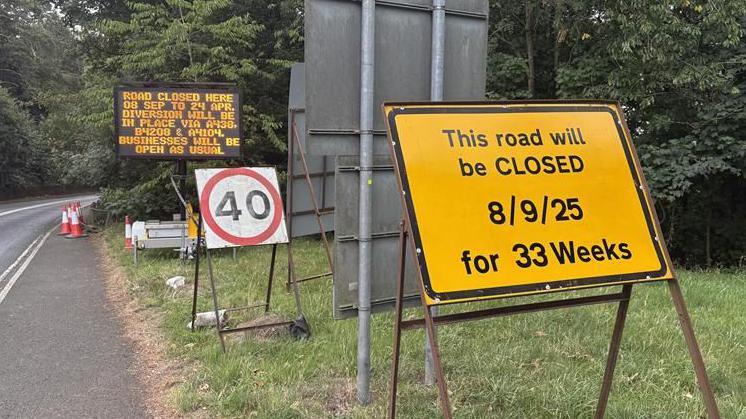 ROAD CLOSED HERE
08 SEP TO 24 APR.
DIVERSION WILL BE
IN PLACE VIA A438,
B4208 & A4104.
BUSINESSES WILL BE
OPEN AS USUAL
40
This road will
be CLOSED
8/9/25
for 33 Weeks